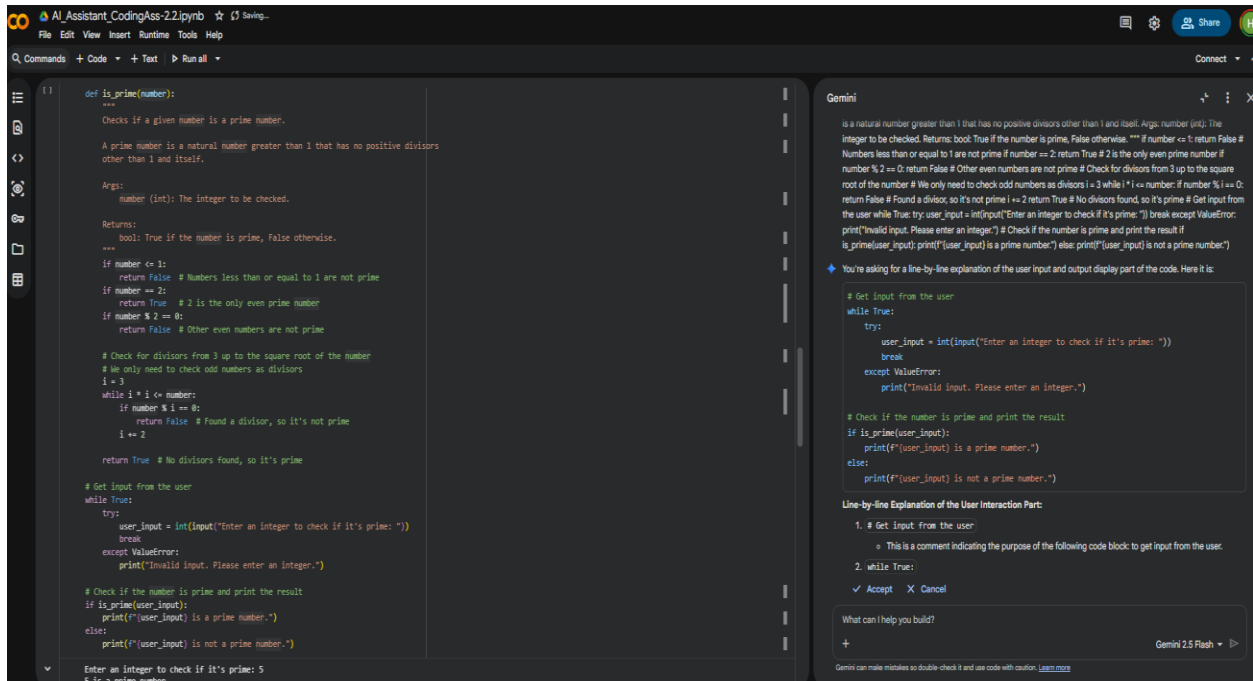 AI_Assistant_CodingAss-2.2.ipynb Saving...
File Edit View Insert Runtime Tools Help
Share
H
Commands + Code + Text Run all
Connect
[ ]
def is_prime(number):
"""
Checks if a given number is a prime number.
A prime number is a natural number greater than 1 that has no positive divisors
other than 1 and itself.
Args:
number (int): The integer to be checked.
Returns:
bool: True if the number is prime, False otherwise.
"""
if number <= 1:
return False # Numbers less than or equal to 1 are not prime
if number == 2:
return True # 2 is the only even prime number
if number % 2 == 0:
return False # Other even numbers are not prime
# Check for divisors from 3 up to the square root of the number
# We only need to check odd numbers as divisors
i = 3
while i * i <= number:
if number % i == 0:
return False # Found a divisor, so it's not prime
i += 2
return True # No divisors found, so it's prime
# Get input from the user
while True:
try:
user_input = int(input("Enter an integer to check if it's prime: "))
break
except ValueError:
print("Invalid input. Please enter an integer.")
# Check if the number is prime and print the result
if is_prime(user_input):
print(f"{user_input} is a prime number.")
else:
print(f"{user_input} is not a prime number.")
Enter an integer to check if it's prime: 5
5 is a prime number.
Gemini
is a natural number greater than 1 that has no positive divisors other than 1 and itself. Args: number (int): The
integer to be checked. Returns: bool: True if the number is prime, False otherwise. """ if number <= 1: return False #
Numbers less than or equal to 1 are not prime if number == 2: return True # 2 is the only even prime number if
number % 2 == 0: return False # Other even numbers are not prime # Check for divisors from 3 up to the square
root of the number # We only need to check odd numbers as divisors i = 3 while i * i <= number: if number % i == 0:
return False # Found a divisor, so it's not prime i += 2 return True # No divisors found, so it's prime # Get input from
the user while True: try: user_input = int(input("Enter an integer to check if it's prime: ")) break except ValueError:
print("Invalid input. Please enter an integer.") # Check if the number is prime and print the result if
is_prime(user_input): print(f"{user_input} is a prime number.") else: print(f"{user_input} is not a prime number.")
You're asking for a line-by-line explanation of the user input and output display part of the code. Here it is:
# Get input from the user
while True:
try:
user_input = int(input("Enter an integer to check if it's prime: "))
break
except ValueError:
print("Invalid input. Please enter an integer.")
# Check if the number is prime and print the result
if is_prime(user_input):
print(f"{user_input} is a prime number.")
else:
print(f"{user_input} is not a prime number.")
Line-by-line Explanation of the User Interaction Part:
1. # Get input from the user
This is a comment indicating the purpose of the following code block: to get input from the user.
2. while True:
Accept Cancel
What can I help you build?
Gemini 2.5 Flash
Gemini can make mistakes so double-check it and use code with caution. Learn more